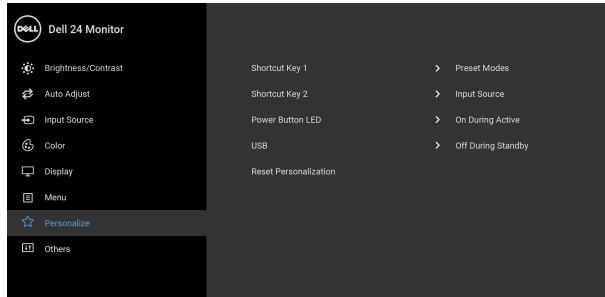 DELL Dell 24 Monitor
Brightness/Contrast
Auto Adjust
Input Source
Color
Display
Menu
Personalize
Others
Shortcut Key 1 > Preset Modes
Shortcut Key 2 > Input Source
Power Button LED > On During Active
USB > Off During Standby
Reset Personalization